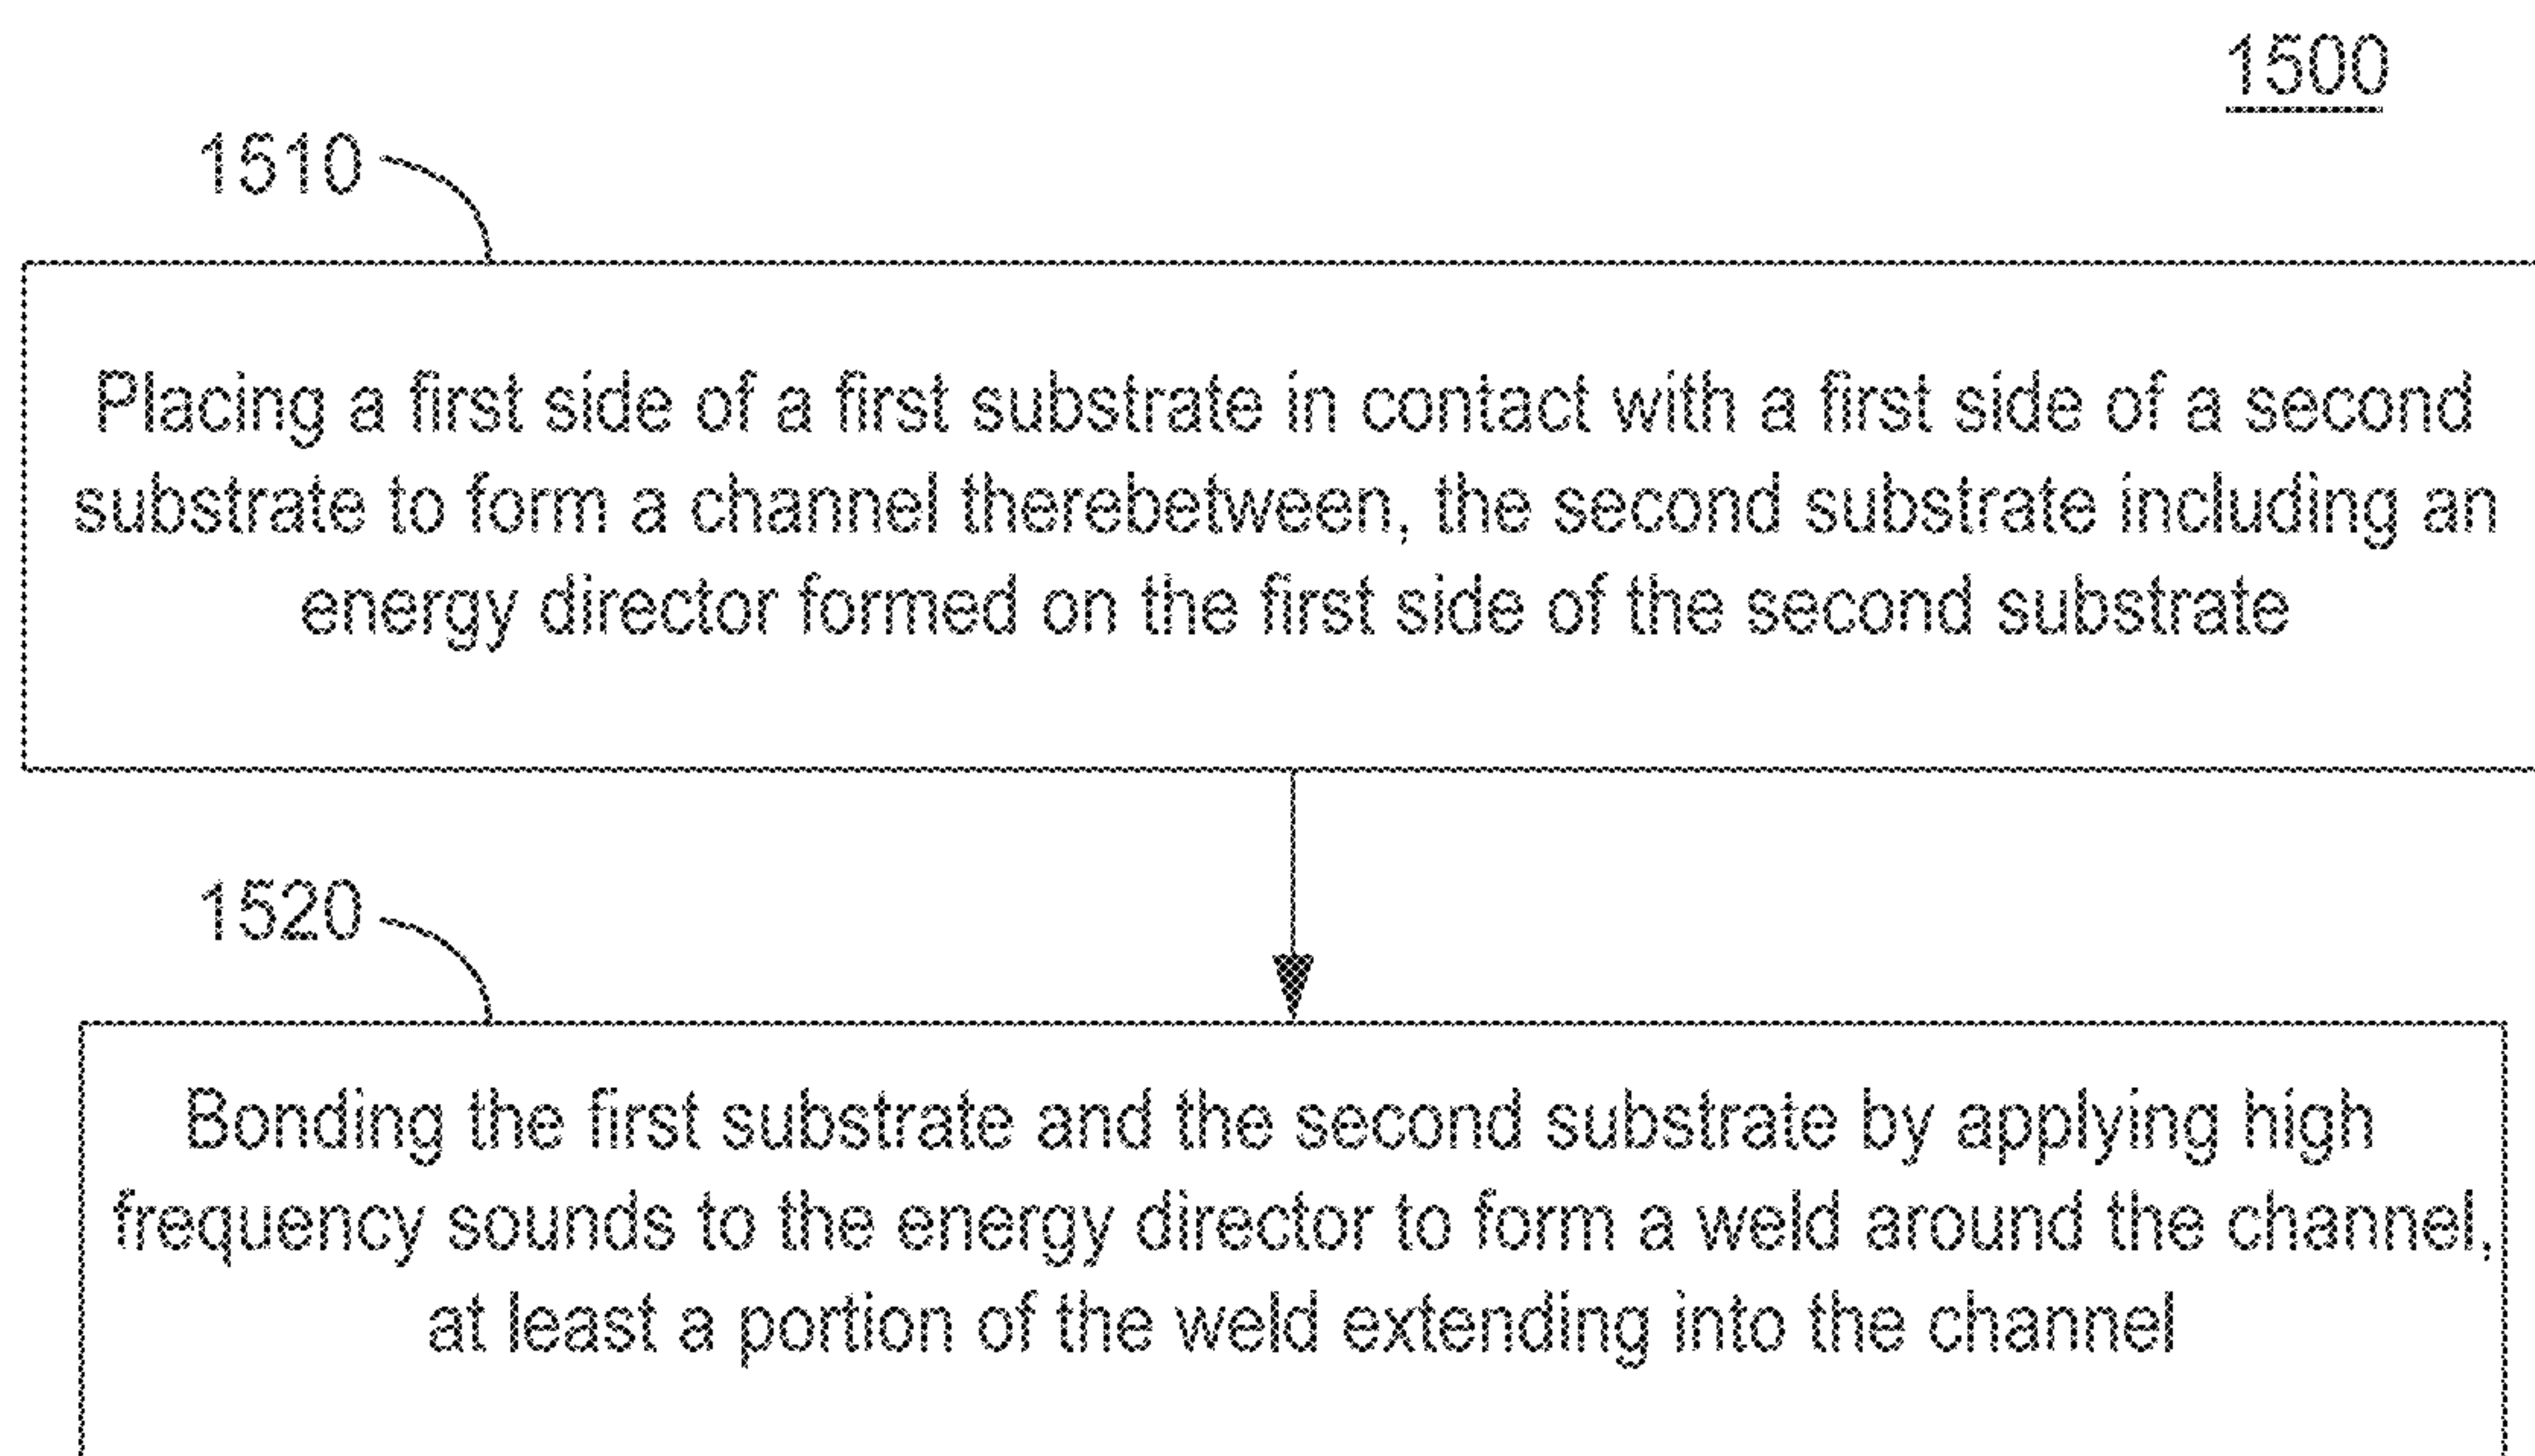 1500
1510
Placing a first side of a first substrate in contact with a first side of a second
substrate to form a channel therebetween, the second substrate including an
energy director formed on the first side of the second substrate
1520
Bonding the first substrate and the second substrate by applying high
frequency sounds to the energy director to form a weld around the channel,
at least a portion of the weld extending into the channel